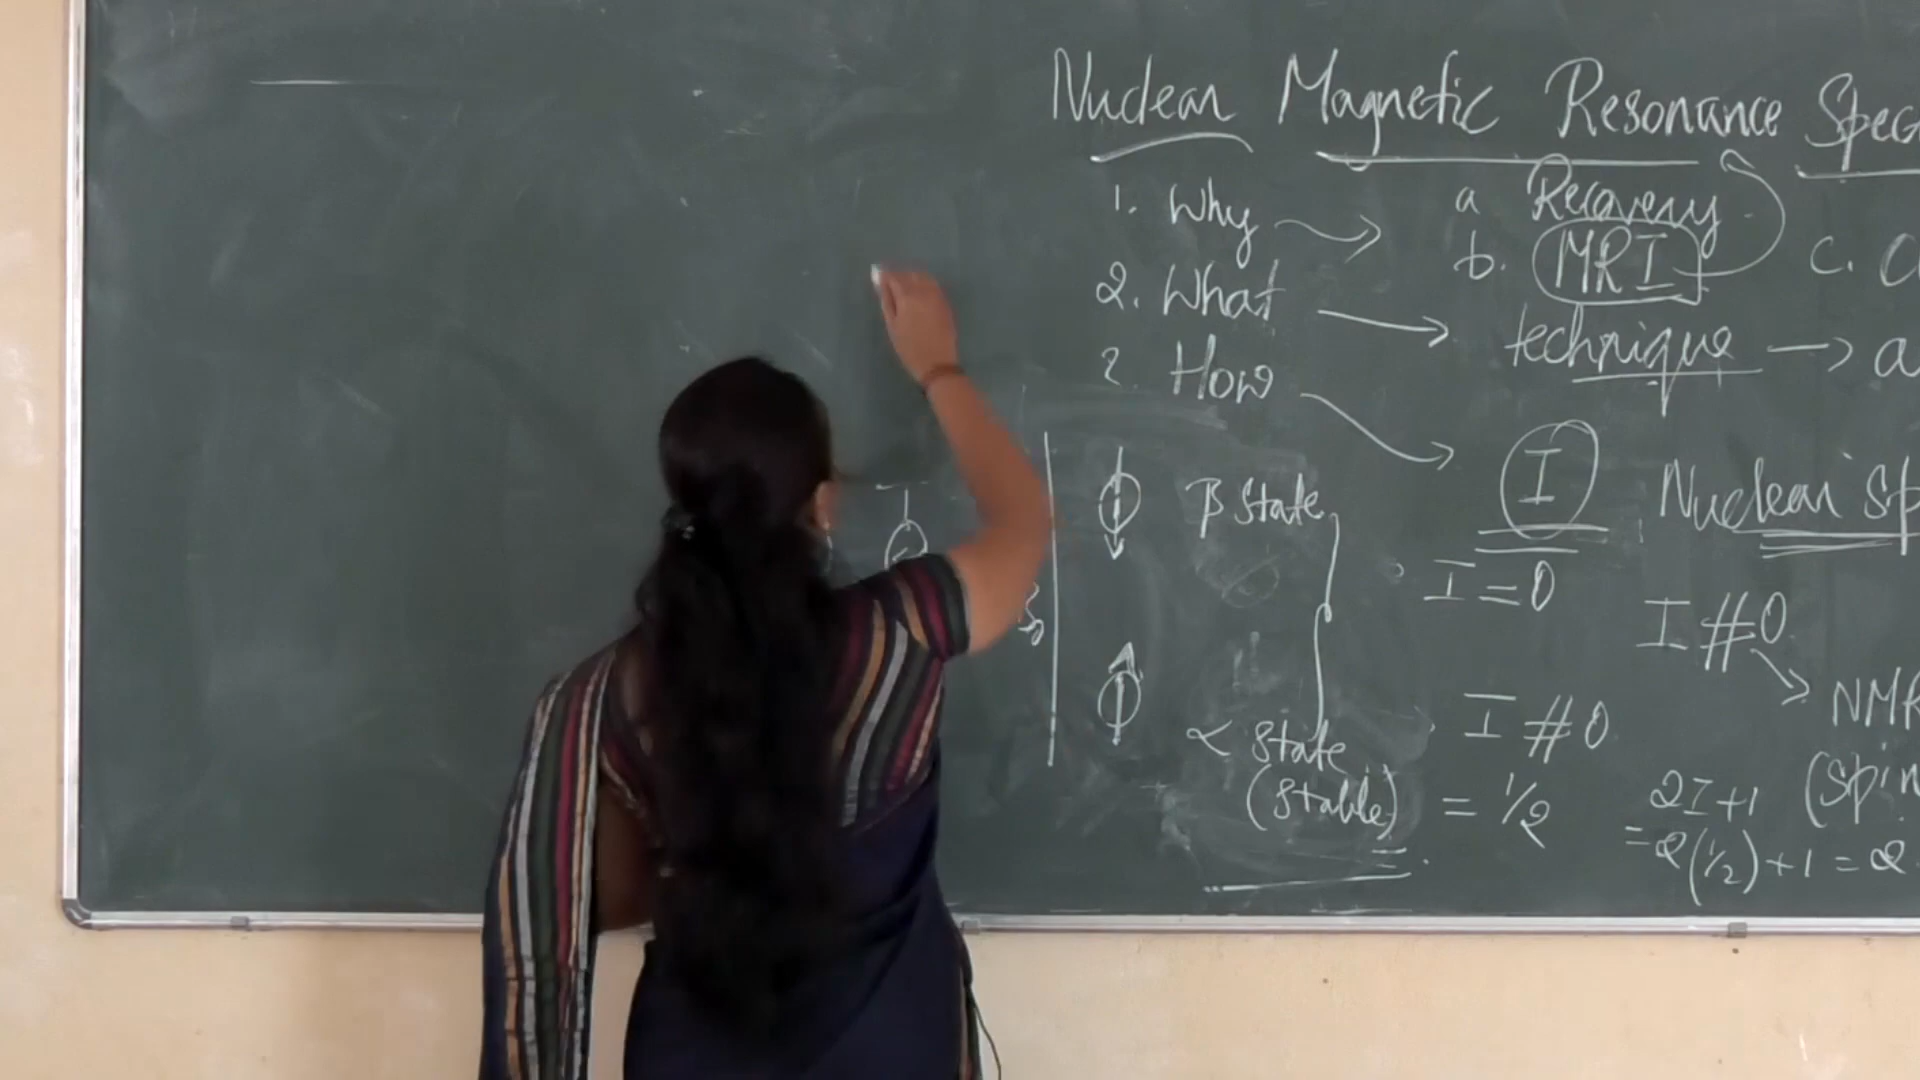 Nuclear Magnetic Resonance Spec
1. Why a Recovery
b. MRI c.
2. What technique a
3. How I Nuclear Sp
β State
I = 0
I # 0
NMR
α State I # 0
(Stable) = 1/2 2I+1 (Spin
= 2(1/2) + 1 = 2